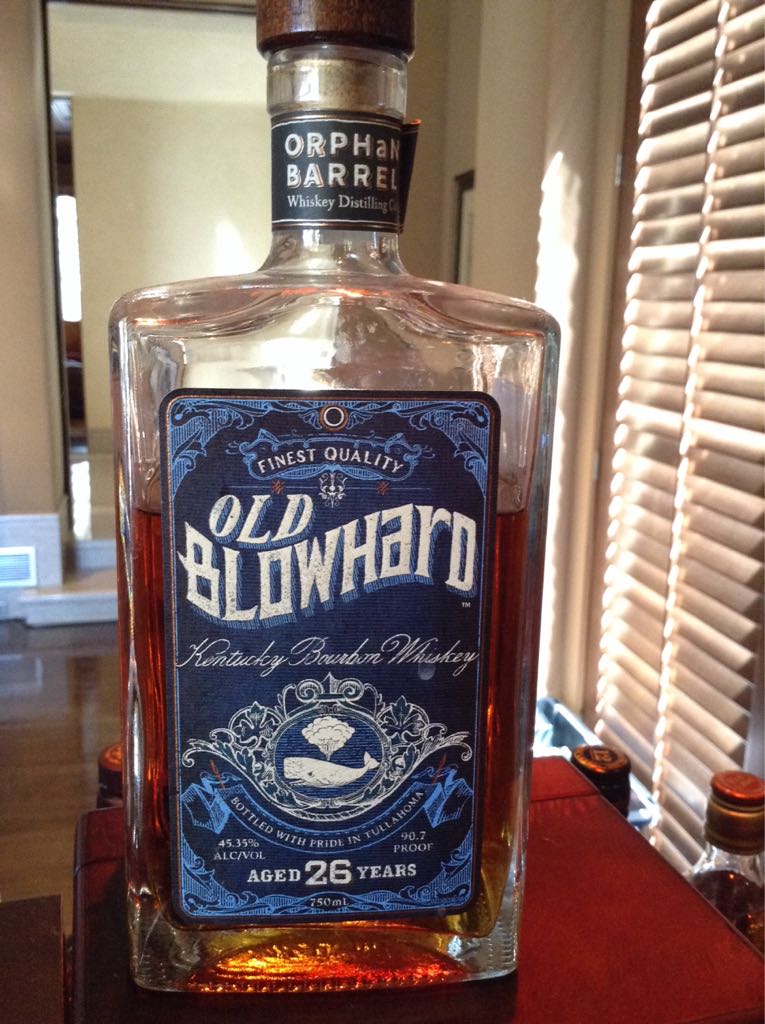 ORPHaN
BARREL
Whiskey Distilling Co
FINEST QUALITY
OLD
BLOWHarD
TM
Kentucky Bourbon Whiskey
BOTTLED WITH PRIDE IN TULLAHOMA
45.35% 90.7
ALC/VOL PROOF
AGED 26 YEARS
750mL